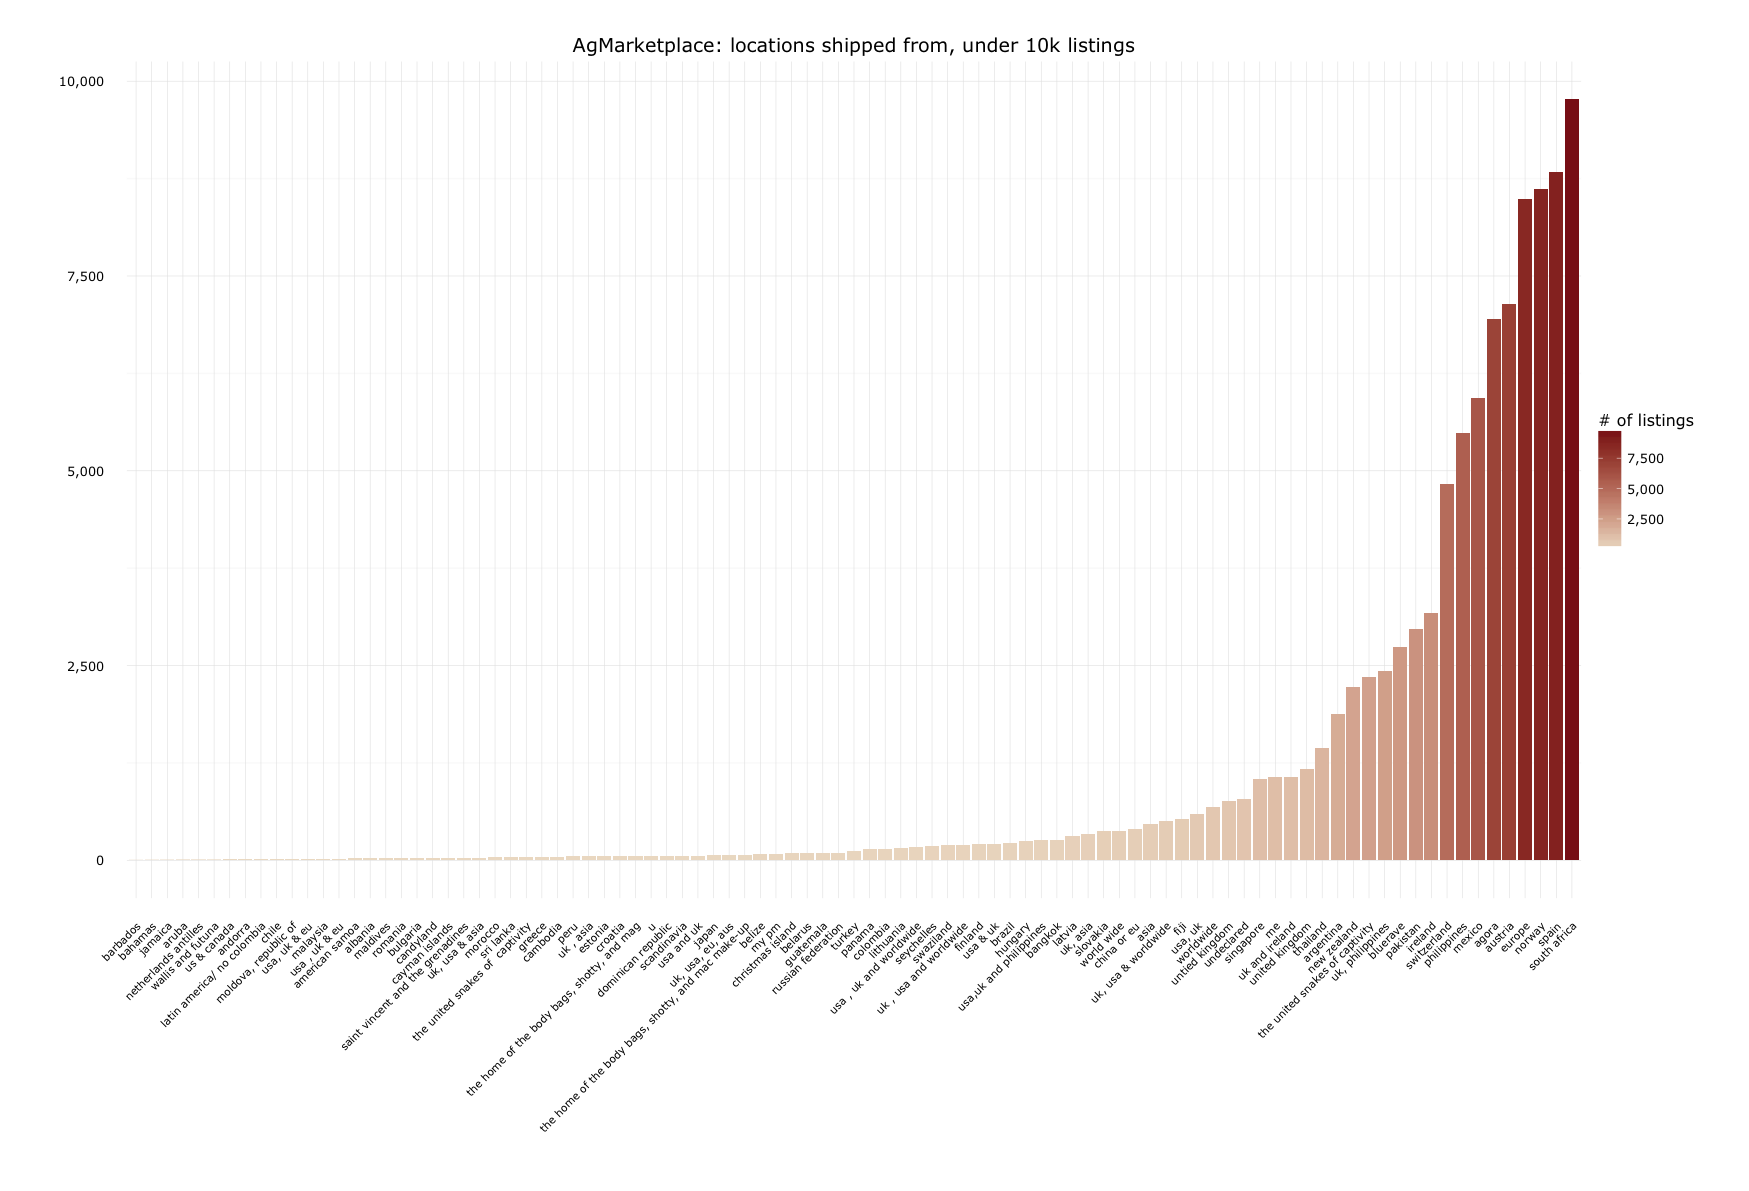 AgMarketplace: locations shipped from, under 10k listings
10,000
7,500
5,000
2,500
0
# of listings
7,500
5,000
2,500
barbados
bahamas
jamaica
aruba
netherlands antilles
wallis and futuna
us & canada
andorra
latin america/ no colombia
chile
moldova, republic of
usa, uk & eu
malaysia
usa , uk & eu
american samoa
albania
maldives
romania
bulgaria
candyland
cayman islands
saint vincent and the grenadines
uk, usa & asia
morocco
sri lanka
the united snakes of  captivity
greece
cambodia
peru
uk , asia
estonia
croatia
the home of the body bags, shotty, and mag
u
dominican republic
scandinavia
usa and uk
japan
uk, usa, eu, aus
the home of the body bags, shotty, and mac make-up
belize
my pm
christmas island
belarus
guatemala
russian federation
turkey
panama
colombia
lithuania
usa , uk and worldwide
seychelles
swaziland
uk , usa and worldwide
finland
usa & uk
brazil
hungary
usa,uk and philippines
bangkok
latvia
uk, asia
slovakia
world wide
china or eu
asia
uk, usa & worldwide
fiji
usa, uk
worldwide
untied kingdom
undeclared
singapore
me
uk and ireland
united kingdom
thailand
argentina
new zealand
the united snakes of captivity
uk, philippines
bluerave
pakistan
ireland
switzerland
philippines
mexico
agora
austria
europe
norway
spain
south africa